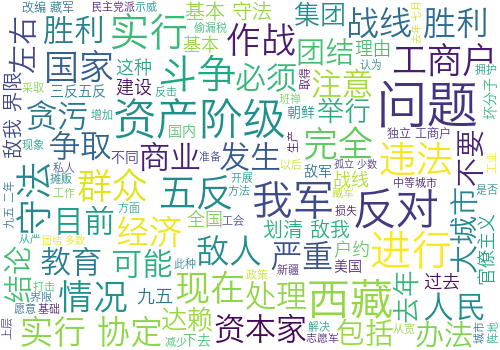 改编 藏军
民主党派 示威
实行
集团
战线 胜利
左右
胜利
基本 守法
偷漏税
基本
作战
团结
理由
认为
工商户
国家
这种
斗争
必须
注意
问题
敌我 界限
建设
三反五反
反击
贪污
增加
资产阶级
朝鲜
举行
坏分子
独立 工商户
现象
争取
国内
班禅
完全
违法
不要
不同
商业
准备
发生
生产
以后
敌军
孤立 少数
私人
摊贩
工作
群众
五反
开展
方法
我军
战线
中等城市
反对
大城市
是否
九五 二年
守法
目前
方面
经济
全国
工会
损失
划清 敌我
进行
官僚主义
从严
团结 多数
敌人
结论
教育
可能
此种
严重
户约
美国
过去
新疆
政策
现在
处理
西藏
去年
人民
打击
界限
愿意
基础
情况
九五
达赖
上层
实行 协定
减少
下去
资本家
解决
志愿军
包括
从宽
办法
城市